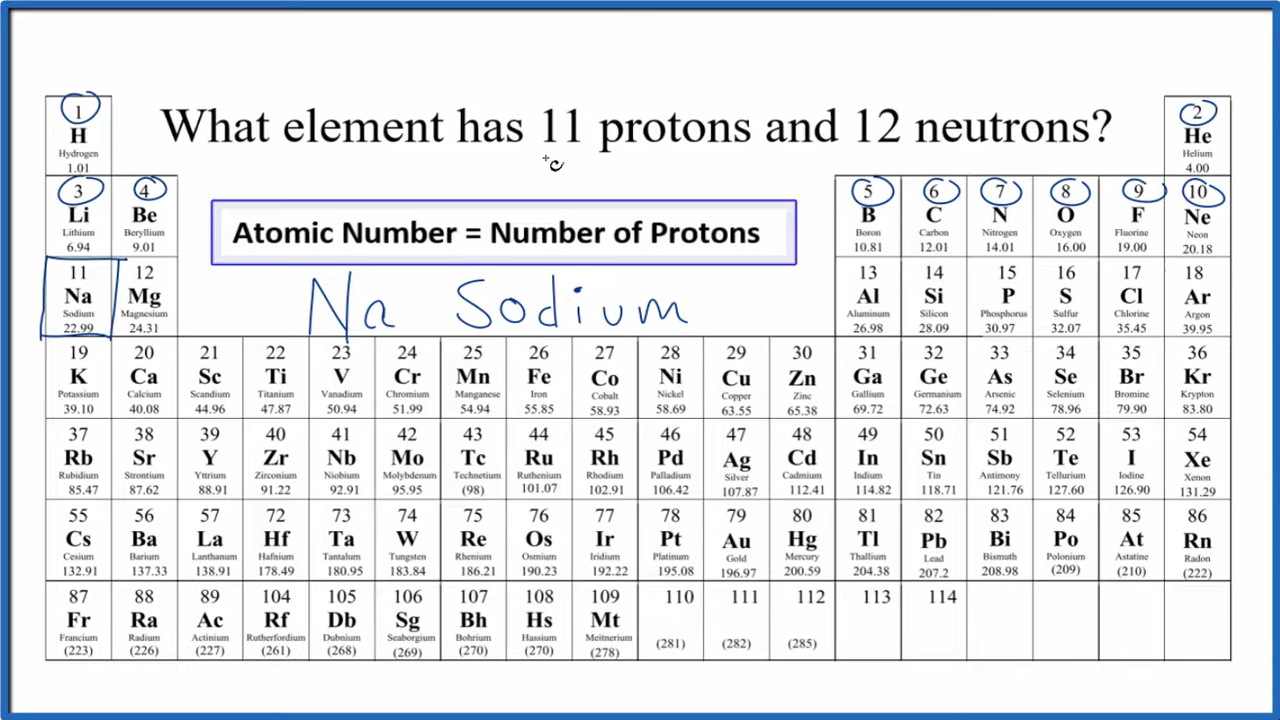 What element has 11 protons and 12 neutrons?
Atomic Number = Number of Protons
Na Sodium
1 2
H He
Hydrogen Helium
1.01 4.00
3 4 5 6 7 8 9 10
Li Be B C N O F Ne
Lithium Beryllium Boron Carbon Nitrogen Oxygen Fluorine Neon
6.94 9.01 10.81 12.01 14.01 16.00 19.00 20.18
11 12 13 14 15 16 17 18
Na Mg Al Si P S Cl Ar
Sodium Magnesium Aluminum Silicon Phosphorus Sulfur Chlorine Argon
22.99 24.31 26.98 28.09 30.97 32.07 35.45 39.95
19 20 21 22 23 24 25 26 27 28 29 30 31 32 33 34 35 36
K Ca Sc Ti V Cr Mn Fe Co Ni Cu Zn Ga Ge As Se Br Kr
Potassium Calcium Scandium Titanium Vanadium Chromium Manganese Iron Cobalt Nickel Copper Zinc Gallium Germanium Arsenic Selenium Bromine Krypton
39.10 40.08 44.96 47.87 50.94 51.99 54.94 55.85 58.93 58.69 63.55 65.38 69.72 72.63 74.92 78.96 79.90 83.80
37 38 39 40 41 42 43 44 45 46 47 48 49 50 51 52 53 54
Rb Sr Y Zr Nb Mo Tc Ru Rh Pd Ag Cd In Sn Sb Te I Xe
Rubidium Strontium Yttrium Zirconium Niobium Molybdenum Technetium Ruthenium Rhodium Palladium Silver Cadmium Indium Tin Antimony Tellurium Iodine Xenon
85.47 87.62 88.91 91.22 92.91 95.95 (98) 101.07 102.91 106.42 107.87 112.41 114.82 118.71 121.76 127.60 126.90 131.29
55 56 57 72 73 74 75 76 77 78 79 80 81 82 83 84 85 86
Cs Ba La Hf Ta W Re Os Ir Pt Au Hg Tl Pb Bi Po At Rn
Cesium Barium Lanthanum Hafnium Tantalum Tungsten Rhenium Osmium Iridium Platinum Gold Mercury Thallium Lead Bismuth Polonium Astatine Radon
132.91 137.33 138.91 178.49 180.95 183.84 186.21 190.23 192.22 195.08 196.97 200.59 204.38 207.2 208.98 (209) (210) (222)
87 88 89 104 105 106 107 108 109 110 111 112 113 114
Fr Ra Ac Rf Db Sg Bh Hs Mt
Francium Radium Actinium Rutherfordium Dubnium Seaborgium Bohrium Hassium Meitnerium
(223) (226) (227) (261) (268) (269) (270) (270) (278) (281) (282) (285)